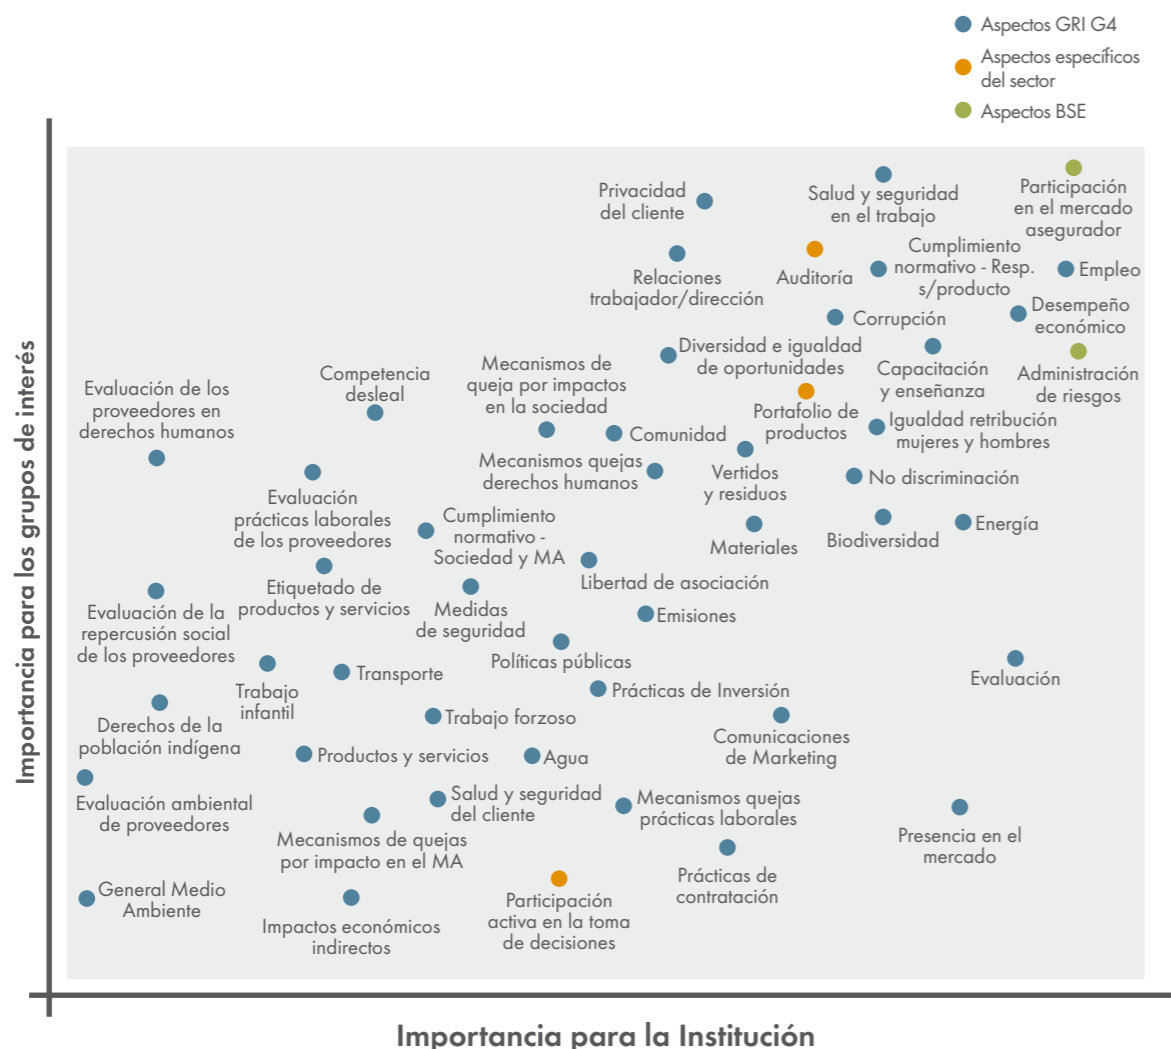 Aspectos GRI G4
Aspectos específicos
del sector
Aspectos BSE
Importancia para los grupos de interés
Privacidad
del cliente
Salud y seguridad
en el trabajo
Participación
en el mercado
asegurador
Relaciones
trabajador/dirección
Auditoría
Cumplimiento
normativo - Resp.
s/producto
Empleo
Desempeño
económico
Corrupción
Diversidad e igualdad
de oportunidades
Capacitación
y enseñanza
Administración
de riesgos
Evaluación de los
proveedores en
derechos humanos
Competencia
desleal
Mecanismos de
queja por impactos
en la sociedad
Comunidad
Portafolio de
productos
Igualdad retribución
mujeres y hombres
Mecanismos quejas
derechos humanos
Vertidos
y residuos
No discriminación
Evaluación
prácticas laborales
de los proveedores
Cumplimiento
normativo -
Sociedad y MA
Materiales
Biodiversidad
Energía
Etiquetado de
productos y servicios
Libertad de asociación
Medidas
de seguridad
Emisiones
Evaluación de la
repercusión social
de los proveedores
Políticas públicas
Evaluación
Trabajo
infantil
Transporte
Prácticas de Inversión
Derechos de la
población indígena
Trabajo forzoso
Comunicaciones
de Marketing
Productos y servicios
Agua
Evaluación ambiental
de proveedores
Salud y seguridad
del cliente
Mecanismos quejas
prácticas laborales
Mecanismos de quejas
por impacto en el MA
Presencia en el
mercado
Prácticas de
contratación
General Medio
Ambiente
Impactos económicos
indirectos
Participación
activa en la toma
de decisiones
Importancia para la Institución